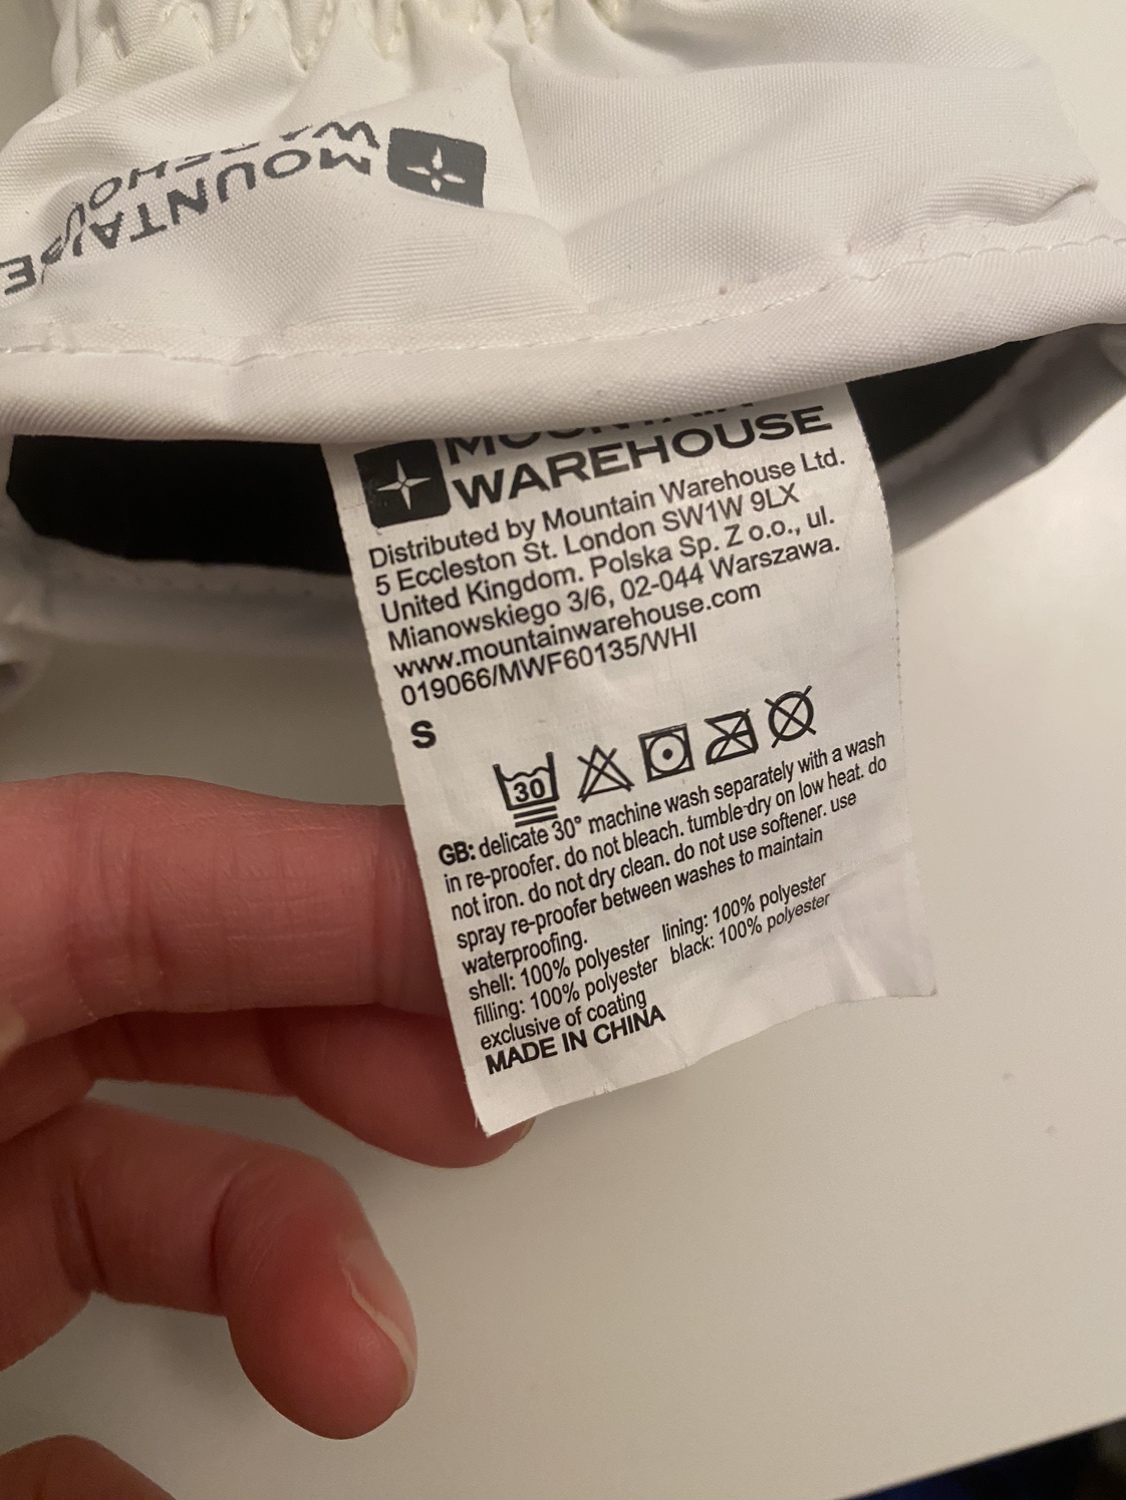 MOUNTAI
WAREHO
E
MOUNTAIN
WAREHOUSE
Distributed by Mountain Warehouse Ltd.
5 Eccleston St. London SW1W 9LX
United Kingdom. Polska Sp. Z o.o., ul.
Mianowskiego 3/6, 02-044 Warszawa.
www.mountainwarehouse.com
019066/MWF60135/WHI
S
30
GB: delicate 30° machine wash separately with a wash
in re-proofer. do not bleach. tumble-dry on low heat. do
not iron. do not dry clean. do not use softener. use
spray re-proofer between washes to maintain
waterproofing.
shell: 100% polyester lining: 100% polyester
filling: 100% polyester black: 100% polyester
exclusive of coating
MADE IN CHINA